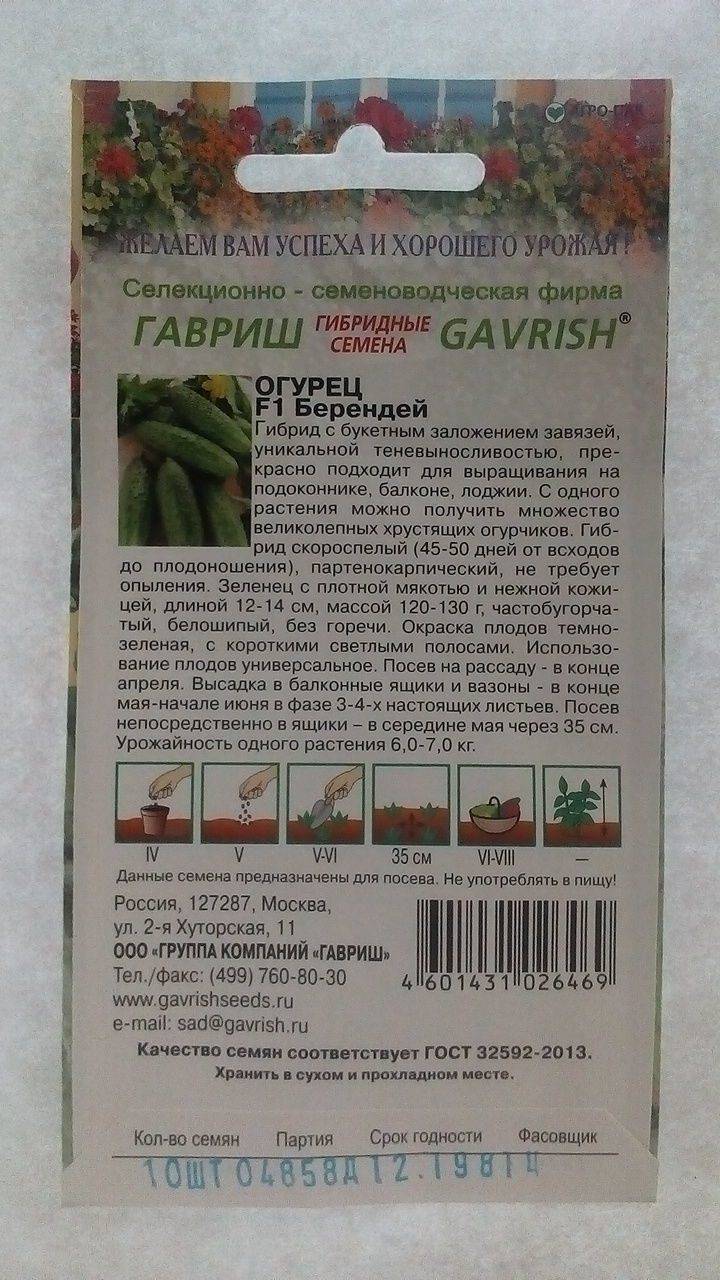 АГРО-ПАК
ЖЕЛАЕМ ВАМ УСПЕХА И ХОРОШЕГО УРОЖАЯ !
Селекционно - семеноводческая фирма
ГАВРИШ ГИБРИДНЫЕ СЕМЕНА GAVRISH®
ОГУРЕЦ
F1 Берендей
Гибрид с букетным заложением завязей,
уникальной теневыносливостью, пре-
красно подходит для выращивания на
подоконнике, балконе, лоджии. С одного
растения можно получить множество
великолепных хрустящих огурчиков. Гиб-
рид скороспелый (45-50 дней от всходов
до плодоношения), партенокарпический, не требует
опыления. Зеленец с плотной мякотью и нежной кожи-
цей, длиной 12-14 см, массой 120-130 г, частобугорча-
тый, белошипый, без горечи. Окраска плодов темно-
зеленая, с короткими светлыми полосами. Использо-
вание плодов универсальное. Посев на рассаду - в конце
апреля. Высадка в балконные ящики и вазоны - в конце
мая-начале июня в фазе 3-4-х настоящих листьев. Посев
непосредственно в ящики – в середине мая через 35 см.
Урожайность одного растения 6,0-7,0 кг.
IV V V-VI 35 см VI-VIII –
Данные семена предназначены для посева. Не употреблять в пищу!
Россия, 127287, Москва,
ул. 2-я Хуторская, 11
ООО «ГРУППА КОМПАНИЙ «ГАВРИШ»
Тел./факс: (499) 760-80-30
www.gavrishseeds.ru
e-mail: sad@gavrish.ru
4 601431 026469
Качество семян соответствует ГОСТ 32592-2013.
Хранить в сухом и прохладном месте.
Кол-во семян Партия Срок годности Фасовщик
10ШТ 04858Д 12.19 81